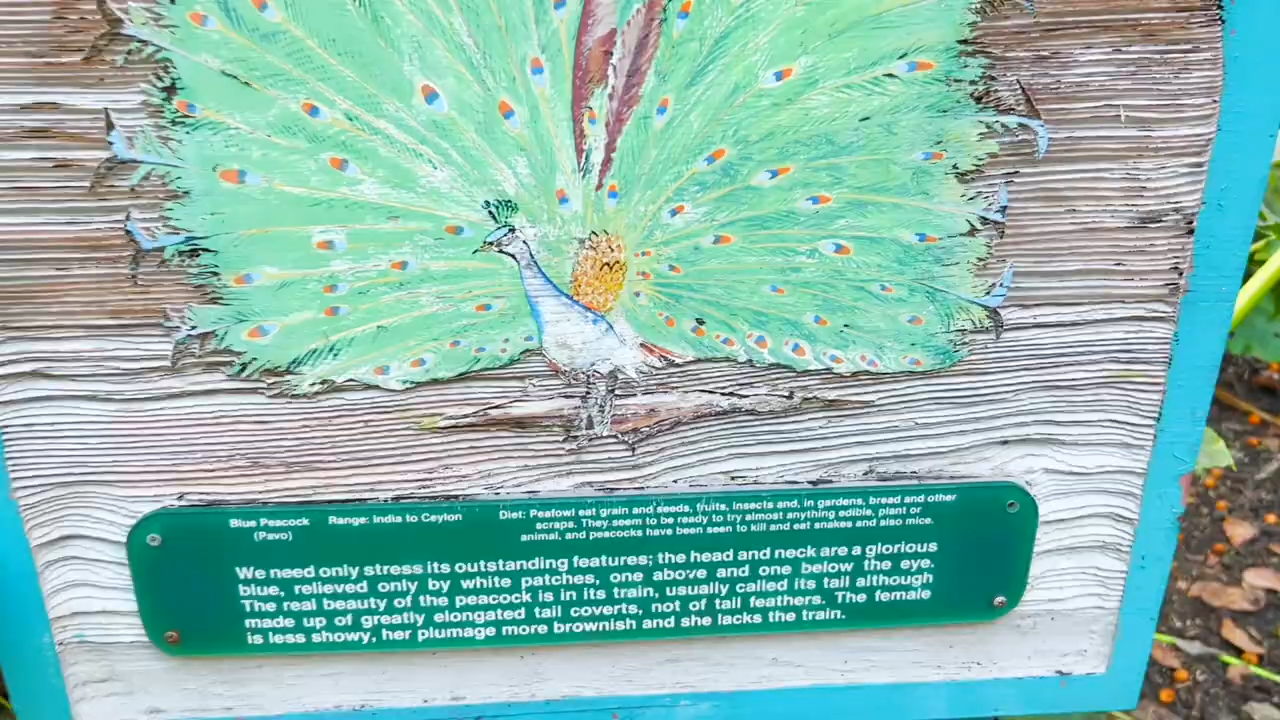 Blue Peacock
(Pavo)
Range: India to Ceylon
Diet: Peafowl eat grain and seeds, fruits, insects and, in gardens, bread and other
scraps. They seem to be ready to try almost anything edible, plant or
animal, and peacocks have been seen to kill and eat snakes and also mice.
We need only stress its outstanding features; the head and neck are a glorious
blue, relieved only by white patches, one above and one below the eye.
The real beauty of the peacock is in its train, usually called its tail although
made up of greatly elongated tail coverts, not of tail feathers. The female
is less showy, her plumage more brownish and she lacks the train.